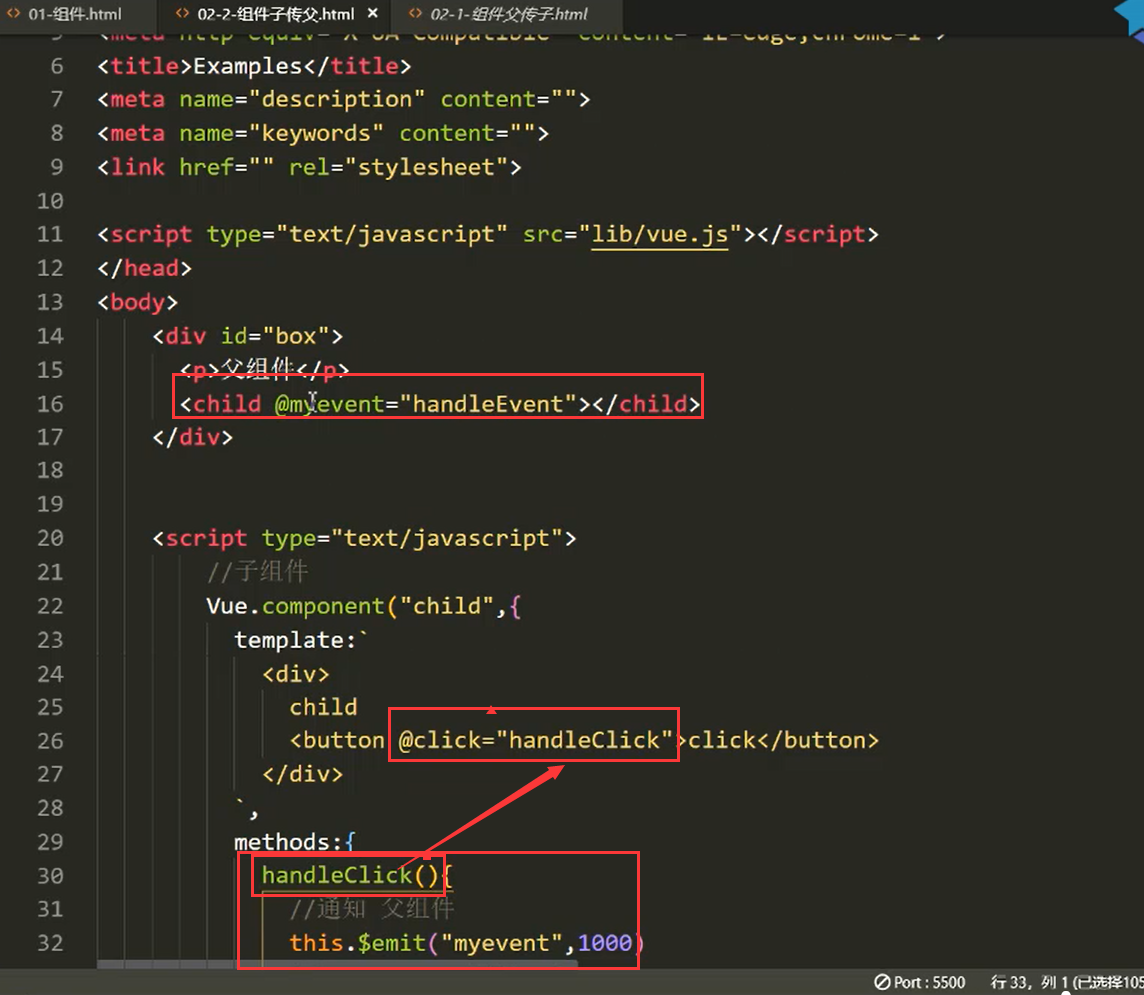 01-组件.html 02-2-组件子传父.html × 02-1-组件父传子.html
6 <title>Examples</title>
7 <meta name="description" content="">
8 <meta name="keywords" content="">
9 <link href="" rel="stylesheet">
10
11 <script type="text/javascript" src="lib/vue.js"></script>
12 </head>
13 <body>
14 <div id="box">
15 <p>父组件</p>
16 <child @myevent="handleEvent"></child>
17 </div>
18
19
20 <script type="text/javascript">
21 //子组件
22 Vue.component("child",{
23 template:`
24 <div>
25 child
26 <button @click="handleClick">click</button>
27 </div>
28 `,
29 methods:{
30 handleClick(){
31 //通知 父组件
32 this.$emit("myevent",1000)
Port : 5500 行 33, 列 1 (已选择105